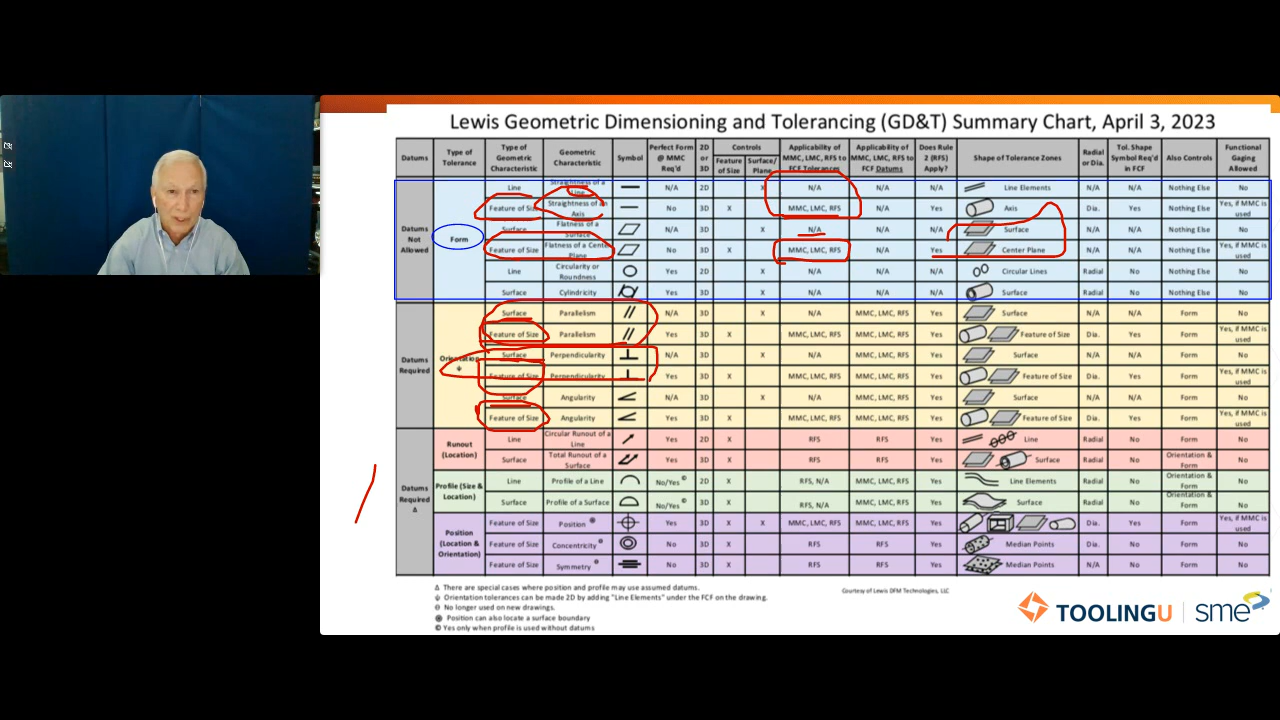 Lewis Geometric Dimensioning and Tolerancing (GD&T) Summary Chart, April 3, 2023
Datums | Type of Tolerance | Type of Geometric Characteristic | Geometric Characteristic | Symbol | Perfect Form @ MMC Req'd | 2D or 3D | Controls Feature of Size | Surface/ Plane | Applicability of MMC, LMC, RFS to FCF Tolerances | Applicability of MMC, LMC, RFS to FCF Datums | Does Rule 2 (RFS) Apply? | Shape of Tolerance Zones | Radial or Dia. | Tol. Shape Symbol Req'd in FCF | Also Controls | Functional Gaging Allowed
Datums Not Allowed | Form | Line | Straightness of a Line | N/A | 2D | X | N/A | N/A | N/A | Line Elements | N/A | N/A | Nothing Else | No
Feature of Size | Straightness of an Axis | No | 3D | X | MMC, LMC, RFS | N/A | Yes | Axis | Dia. | Yes | Nothing Else | Yes, if MMC is used
Surface | Flatness of a Surface | N/A | 3D | X | N/A | N/A | N/A | Surface | N/A | N/A | Nothing Else | No
Feature of Size | Flatness of a Center Plane | No | 3D | X | MMC, LMC, RFS | N/A | Yes | Center Plane | N/A | N/A | Nothing Else | Yes, if MMC is used
Line | Circularity or Roundness | Yes | 2D | X | N/A | N/A | N/A | Circular Lines | Radial | No | Nothing Else | No
Surface | Cylindricity | Yes | 3D | X | N/A | N/A | N/A | Surface | Radial | No | Nothing Else | No
Datums Required | Orientation ψ | Surface | Parallelism | // | N/A | 3D | X | N/A | MMC, LMC, RFS | Yes | Surface | N/A | N/A | Form | No
Feature of Size | Parallelism | // | Yes | 3D | X | MMC, LMC, RFS | MMC, LMC, RFS | Yes | Feature of Size | Dia. | Yes | Form | Yes, if MMC is used
Surface | Perpendicularity | ⊥ | N/A | 3D | X | N/A | MMC, LMC, RFS | Yes | Surface | N/A | N/A | Form | No
Feature of Size | Perpendicularity | ⊥ | Yes | 3D | X | MMC, LMC, RFS | MMC, LMC, RFS | Yes | Feature of Size | Dia. | Yes | Form | Yes, if MMC is used
Surface | Angularity | ∠ | N/A | 3D | X | N/A | MMC, LMC, RFS | Yes | Surface | N/A | N/A | Form | No
Feature of Size | Angularity | ∠ | Yes | 3D | X | MMC, LMC, RFS | MMC, LMC, RFS | Yes | Feature of Size | Dia. | Yes | Form | Yes, if MMC is used
Datums Required Δ | Runout (Location) | Line | Circular Runout of a Line | Yes | 2D | X | RFS | RFS | Yes | Line | Radial | No | Form | No
Surface | Total Runout of a Surface | Yes | 3D | X | RFS | RFS | Yes | Surface | Radial | No | Orientation & Form | No
Profile (Size & Location) | Line | Profile of a Line | No/Yes © | 2D | X | RFS, N/A | MMC, LMC, RFS | Yes | Line Elements | N/A | No | Orientation & Form | No
Surface | Profile of a Surface | No/Yes © | 3D | X | RFS, N/A | MMC, LMC, RFS | Yes | Surface | Radial | No | Orientation & Form | No
Position (Location & Orientation) | Feature of Size | Position | Yes | 3D | X | X | MMC, LMC, RFS | MMC, LMC, RFS | Yes | Dia. | Yes | Form | Yes, if MMC is used
Feature of Size | Concentricity | No | 3D | X | RFS | RFS | Yes | Median Points | Dia. | No | Form | No
Feature of Size | Symmetry | No | 3D | X | RFS | RFS | Yes | Median Points | N/A | No | Form | No
Δ There are special cases where position and profile may use assumed datums.
ψ Orientation tolerances can be made 2D by adding "Line Elements" under the FCF on the drawing.
Θ No longer used on new drawings.
Position can also locate a surface boundary
© Yes only when profile is used without datums
Courtesy of Lewis DFM Technologies, LLC
TOOLINGU | sme